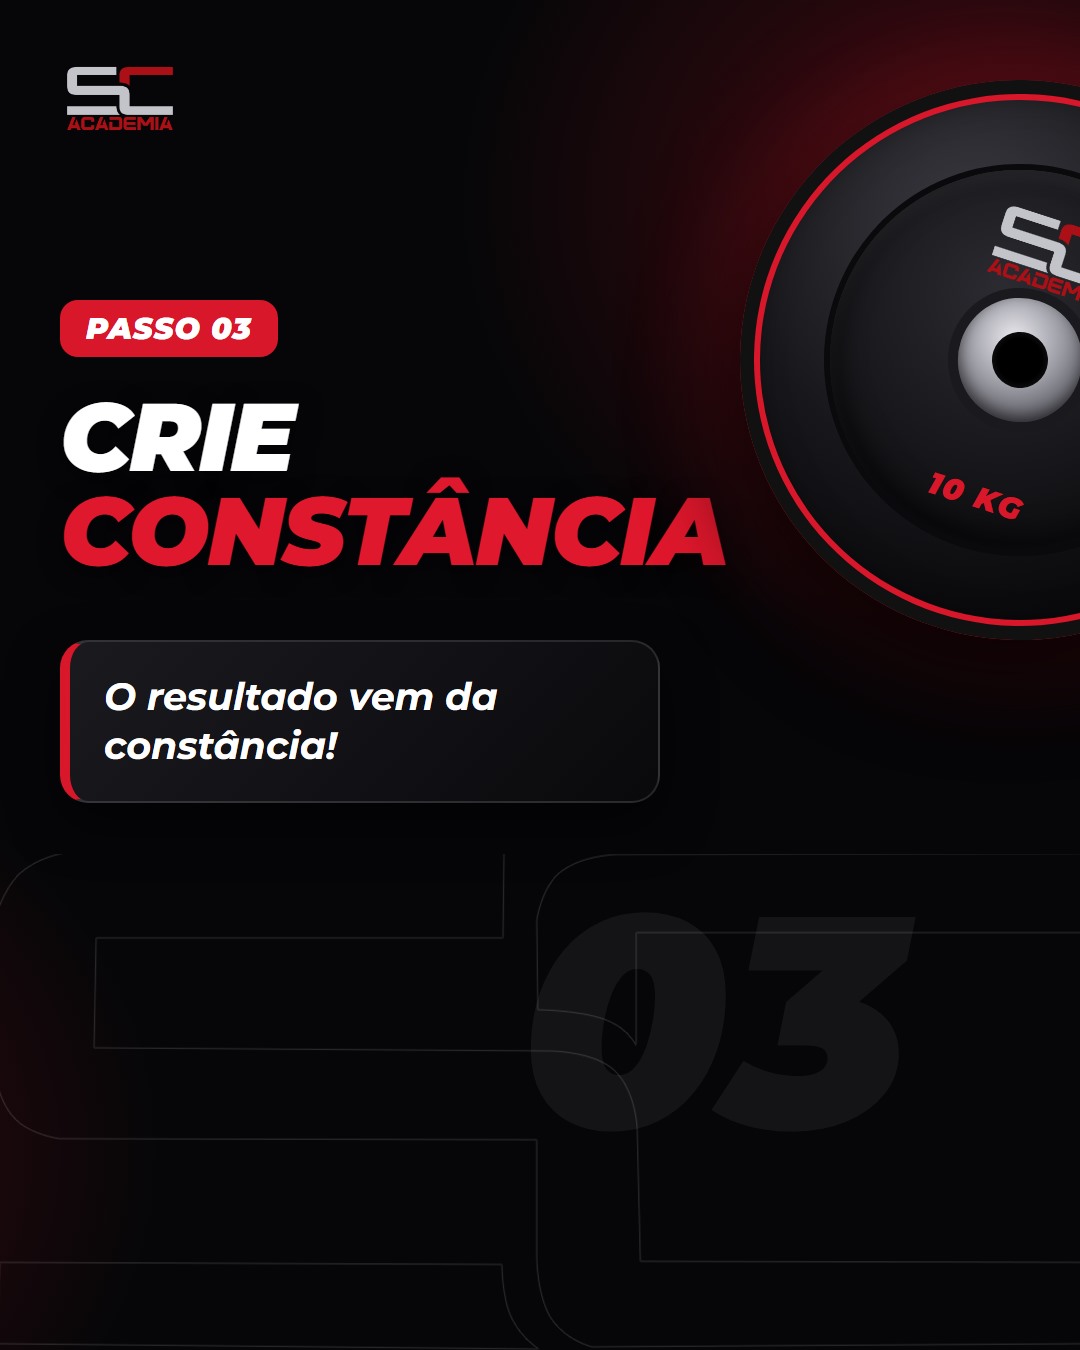 SC
ACADEMIA
SC
ACADEM
PASSO 03
CRIE
CONSTÂNCIA
10 KG
O resultado vem da
constância!
03